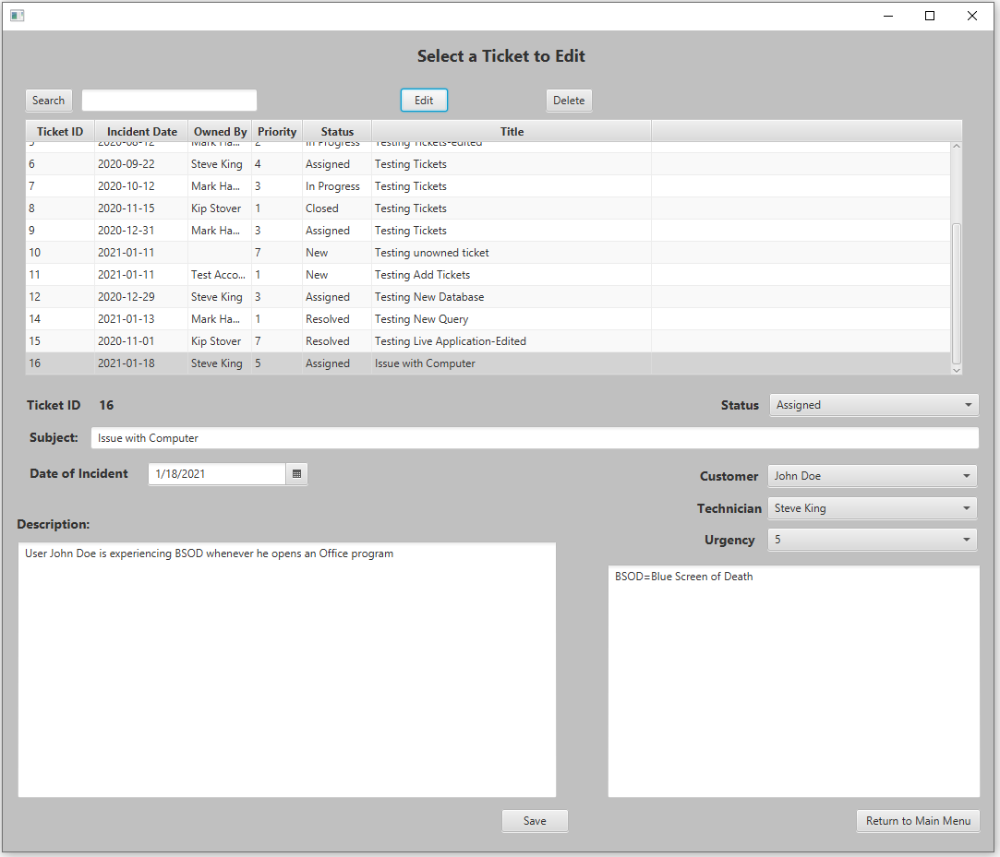 Select a Ticket to Edit
Search Edit Delete
Ticket ID Incident Date Owned By Priority Status Title
5 2020-08-12 Mark Ha... 2 In Progress Testing Tickets-edited
6 2020-09-22 Steve King 4 Assigned Testing Tickets
7 2020-10-12 Mark Ha... 3 In Progress Testing Tickets
8 2020-11-15 Kip Stover 1 Closed Testing Tickets
9 2020-12-31 Mark Ha... 3 Assigned Testing Tickets
10 2021-01-11 7 New Testing unowned ticket
11 2021-01-11 Test Acco... 1 New Testing Add Tickets
12 2020-12-29 Steve King 3 Assigned Testing New Database
14 2021-01-13 Mark Ha... 1 Resolved Testing New Query
15 2020-11-01 Kip Stover 7 Resolved Testing Live Application-Edited
16 2021-01-18 Steve King 5 Assigned Issue with Computer
Ticket ID 16 Status Assigned
Subject: Issue with Computer
Date of Incident 1/18/2021
Customer John Doe
Technician Steve King
Description:
Urgency 5
User John Doe is experiencing BSOD whenever he opens an Office program
BSOD=Blue Screen of Death
Save Return to Main Menu